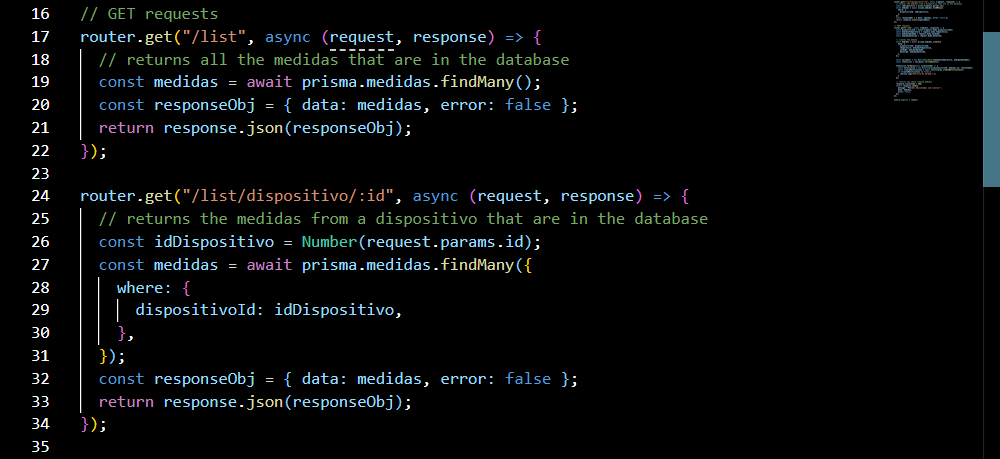 16 // GET requests
17 router.get("/list", async (request, response) => {
18 // returns all the medidas that are in the database
19 const medidas = await prisma.medidas.findMany();
20 const responseObj = { data: medidas, error: false };
21 return response.json(responseObj);
22 });
23
24 router.get("/list/dispositivo/:id", async (request, response) => {
25 // returns the medidas from a dispositivo that are in the database
26 const idDispositivo = Number(request.params.id);
27 const medidas = await prisma.medidas.findMany({
28 where: {
29 dispositivoId: idDispositivo,
30 },
31 });
32 const responseObj = { data: medidas, error: false };
33 return response.json(responseObj);
34 });
35